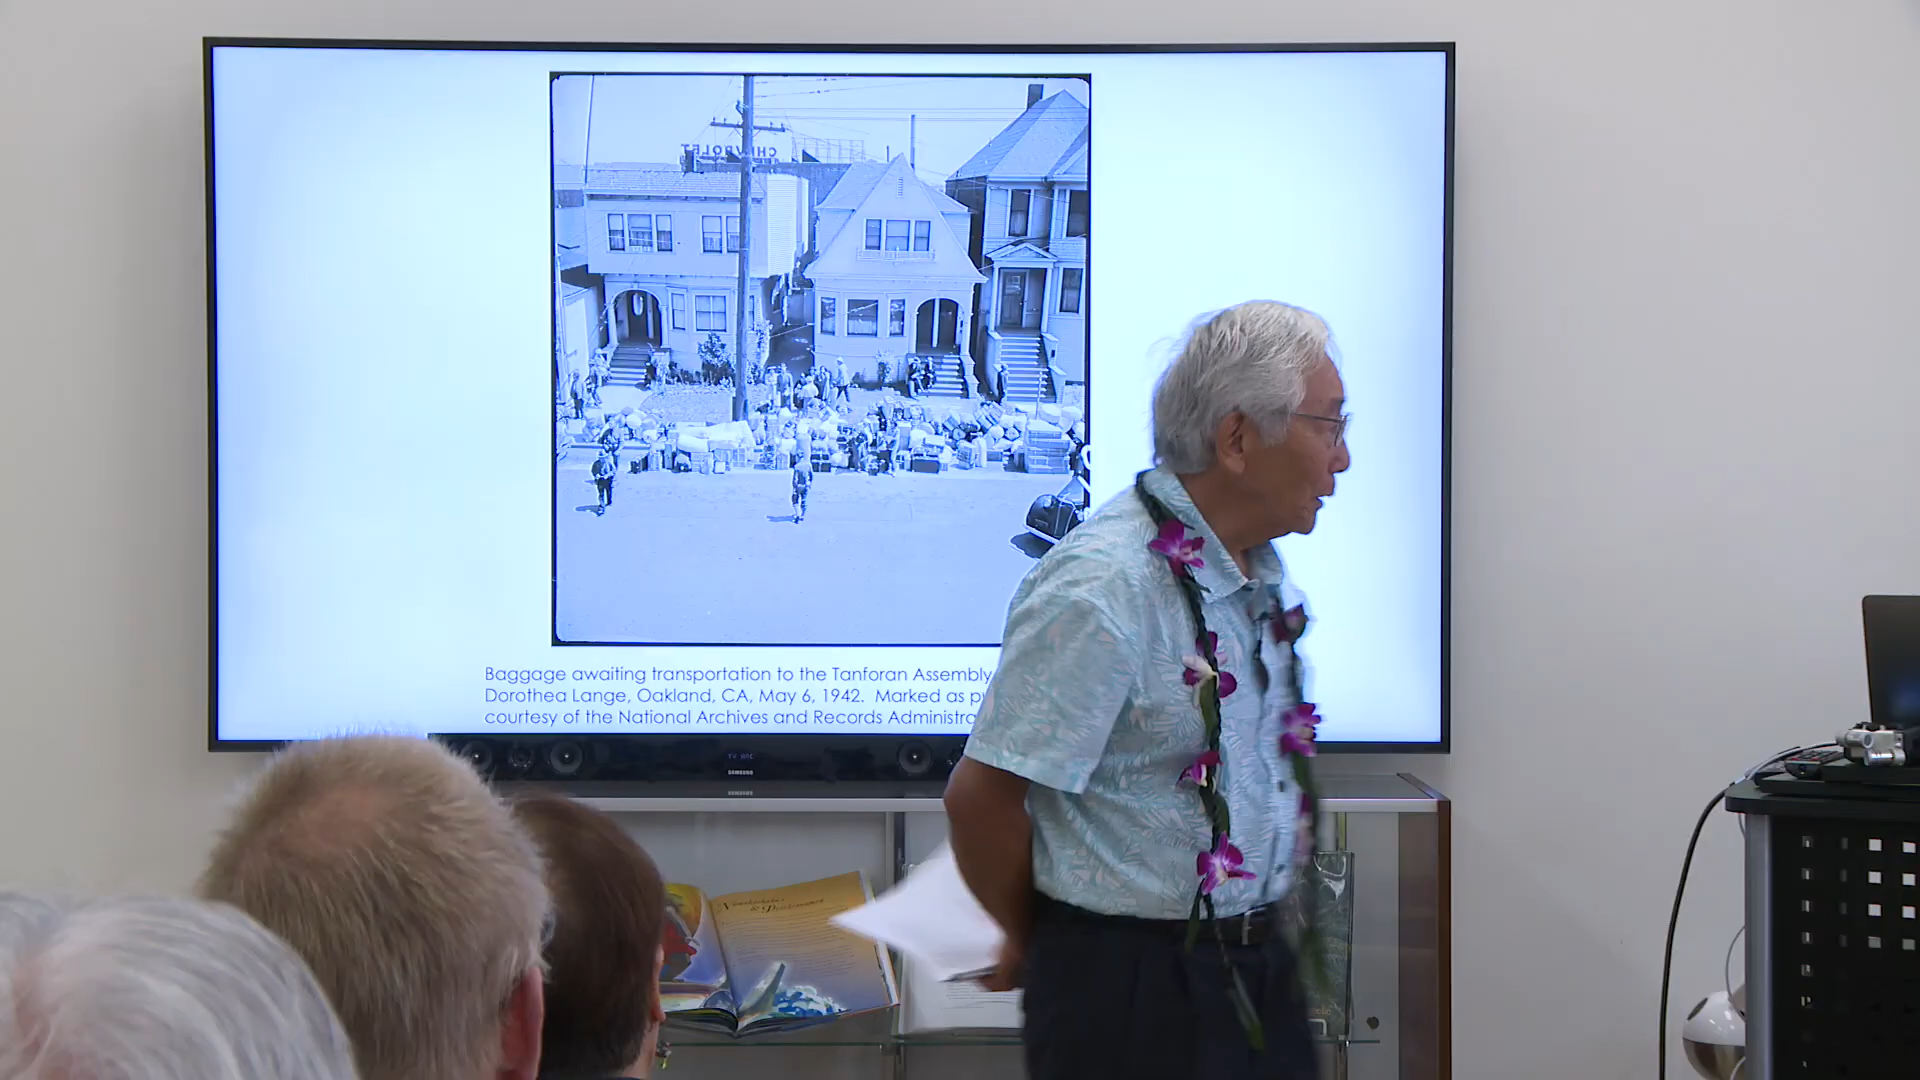 CHEVROLET
Baggage awaiting transportation to the Tanforan Assembly
Dorothea Lange, Oakland, CA, May 6, 1942. Marked as p
courtesy of the National Archives and Records Administra
SAMSUNG
SAMSUNG